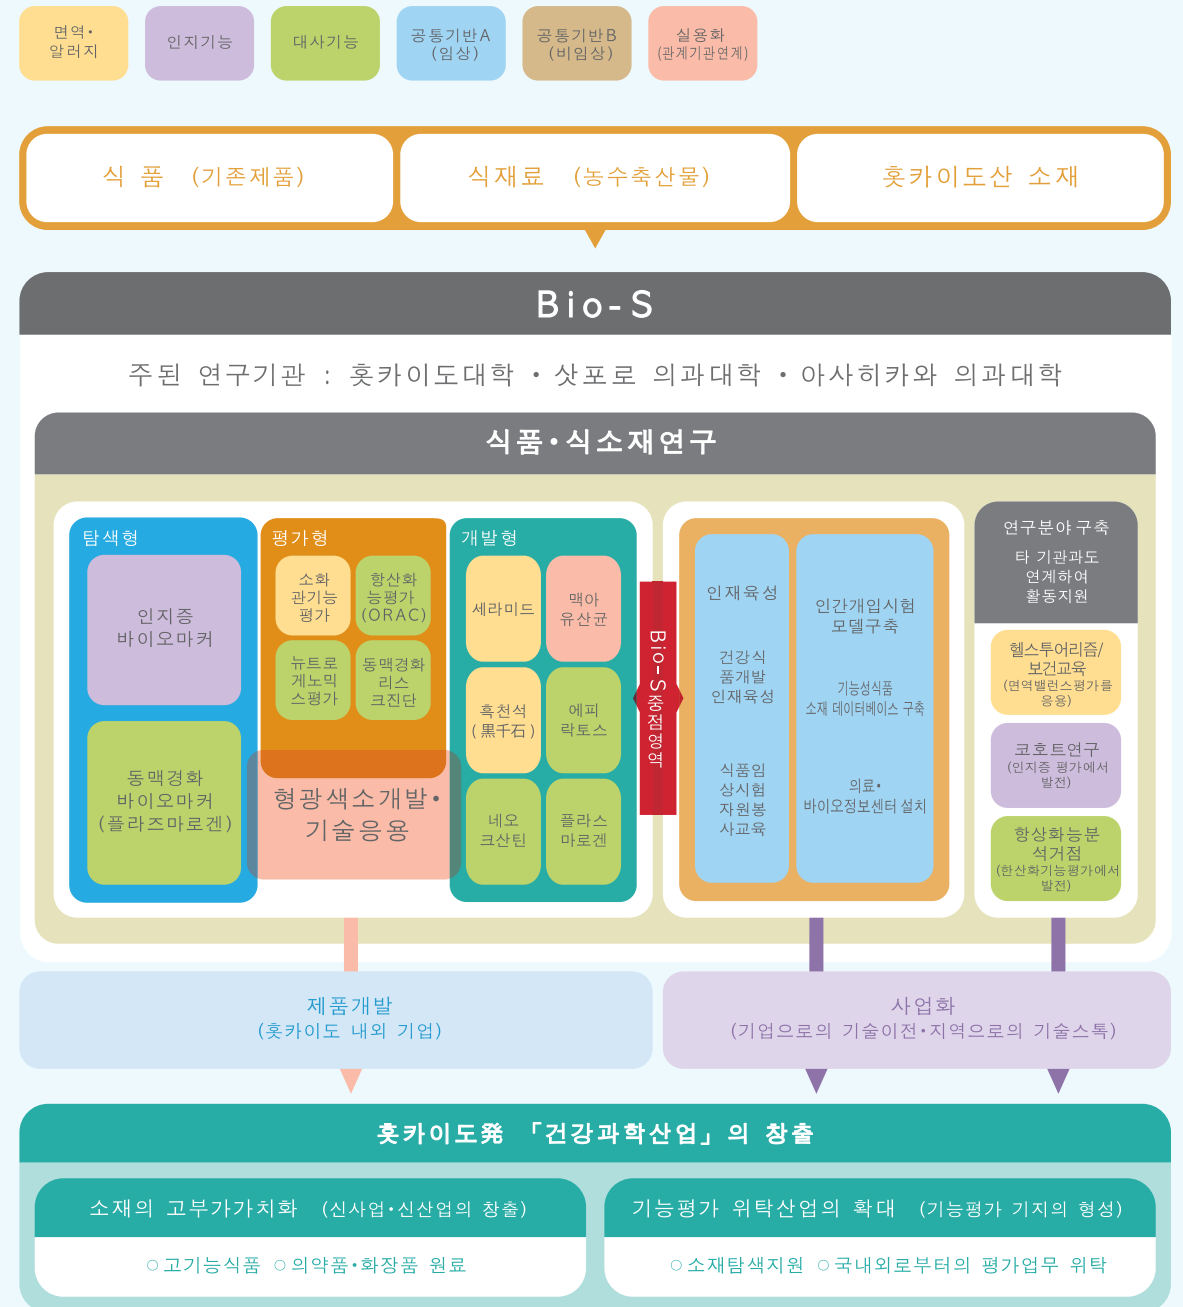 면역·
알러지
인지기능
대사기능
공통기반A
(임상)
공통기반B
(비임상)
실용화
(관계기관연계)
식 품 (기존제품)
식재료 (농수축산물)
홋카이도산 소재
Bio-S
주된 연구기관 : 홋카이도대학 · 삿포로 의과대학 · 아사히카와 의과대학
식품·식소재연구
탐색형
인지증
바이오마커
동맥경화
바이오마커
(플라즈마로겐)
평가형
소화
관기능
평가
항산화
능평가
(ORAC)
뉴트로
게노믹
스평가
동맥경화
리스
크진단
형광색소개발·
기술응용
개발형
세라미드
맥아
유산균
흑천석
(黒千石)
에피
락토스
네오
크산틴
플라스
마로겐
Bio-S중점영역
인재육성
건강식
품개발
인재육성
식품임
상시험
자원봉
사교육
인간개입시험
모델구축
기능성식품
소재 데이터베이스 구축
의료·
바이오정보센터 설치
연구분야 구축
타 기관과도
연계하여
활동지원
헬스투어리즘/
보건교육
(면역밸런스평가를
응용)
코호트연구
(인지증 평가에서
발전)
항상화능분
석거점
(한산화기능평가에서
발전)
제품개발
(홋카이도 내외 기업)
사업화
(기업으로의 기술이전·지역으로의 기술스톡)
홋카이도発 「건강과학산업」의 창출
소재의 고부가가치화 (신사업·신산업의 창출)
○고기능식품 ○의약품·화장품 원료
기능평가 위탁산업의 확대 (기능평가 기지의 형성)
○소재탐색지원 ○국내외로부터의 평가업무 위탁